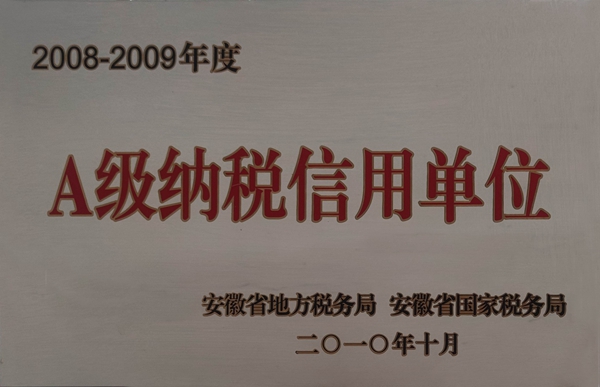 2008-2009年度
A级纳税信用单位
安徽省地方税务局 安徽省国家税务局
二〇一〇年十月